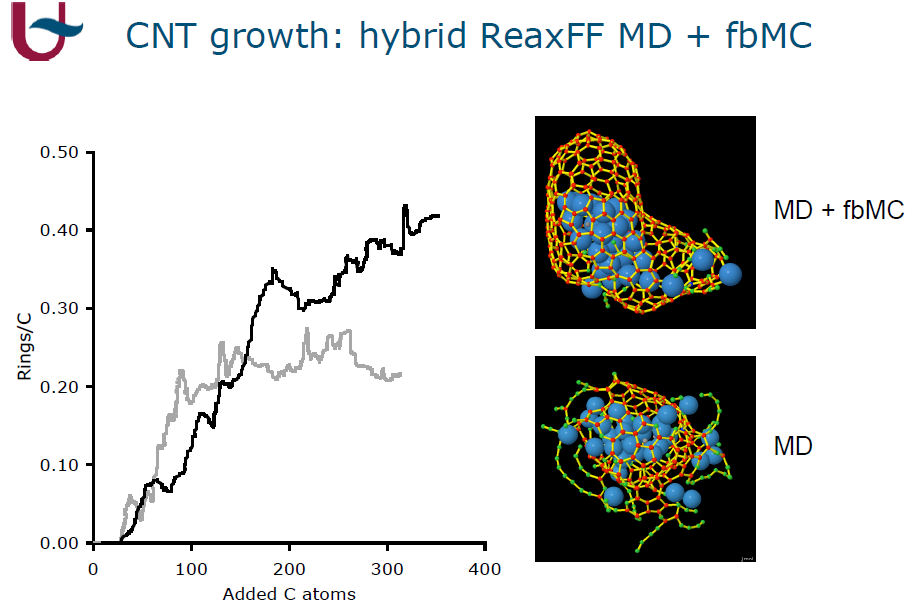 CNT growth: hybrid ReaxFF MD + fbMC
0.50
0.40
0.30
0.20
0.10
0.00
Rings/C
0
100
200
300
400
Added C atoms
MD + fbMC
MD